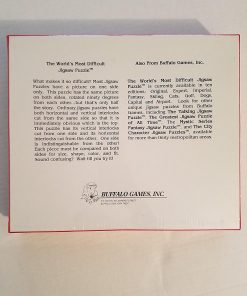 The World's Most Difficult
Jigsaw Puzzle™
What makes it so difficult? Most Jigsaw
Puzzles have a picture on one side
only. This puzzle has the same picture
on both sides, rotated ninety degrees
from each other...but that's only half
the story. Ordinary jigsaw puzzles have
both horizontal and vertical interlocks
cut from the same side so that it is
immediately obvious which is the top.
This puzzle has its vertical interlocks
cut from one side and its horizontal
interlocks cut from the other. One side
is indistinguishable from the other!
Each piece must be compared on both
sides for size, shape, color, and fit.
Sound confusing? Wait till you try it!
Also From Buffalo Games, Inc.
The World's Most Difficult Jigsaw
Puzzle™ is currently available in ten
editions: Original, Expert, Imperial,
Fantasy, Skiing, Cats, Golf, Dogs,
Capital and Airport. Look for other
unique jigsaw puzzles from Buffalo
Games, including The Talking Jigsaw
Puzzle™, The Greatest Jigsaw Puzzle
of All Time™, The Mystic Series
Fantasy Jigsaw Puzzle™, and The City
Character Jigsaw Puzzles™, available
for more than thirty metropolitan areas.
BUFFALO GAMES, INC.